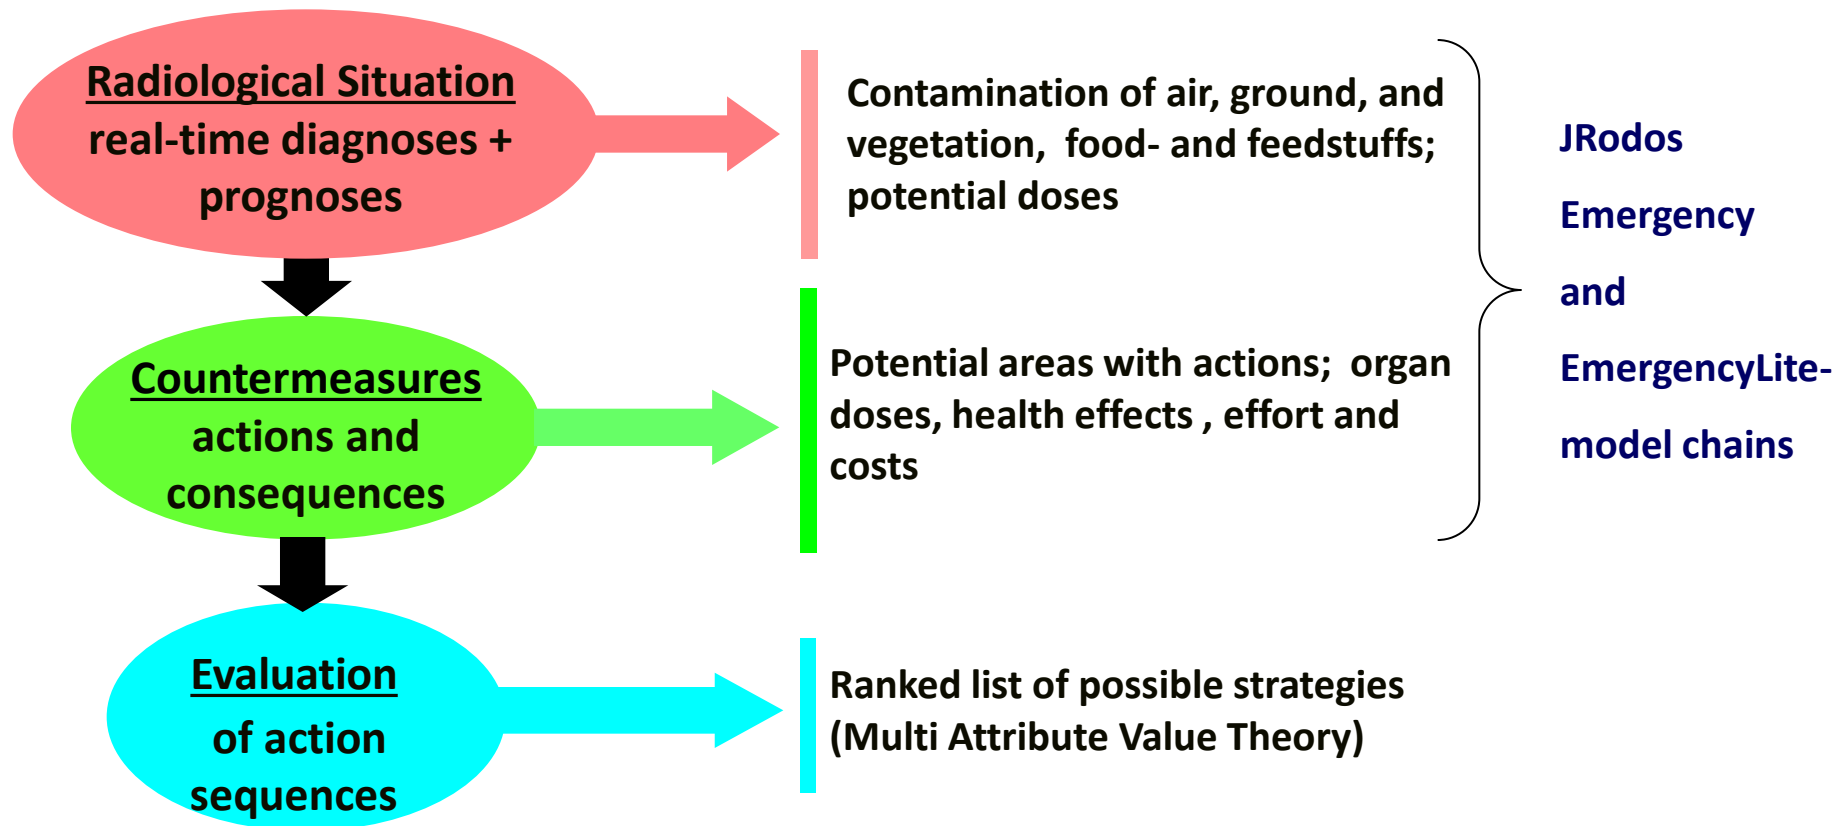 Radiological Situation
real-time diagnoses +
prognoses
Contamination of air, ground, and
vegetation, food- and feedstuffs;
potential doses
JRodos
Emergency
and
EmergencyLite-
model chains
Countermeasures
actions and
consequences
Potential areas with actions; organ
doses, health effects , effort and
costs
Evaluation
of action
sequences
Ranked list of possible strategies
(Multi Attribute Value Theory)